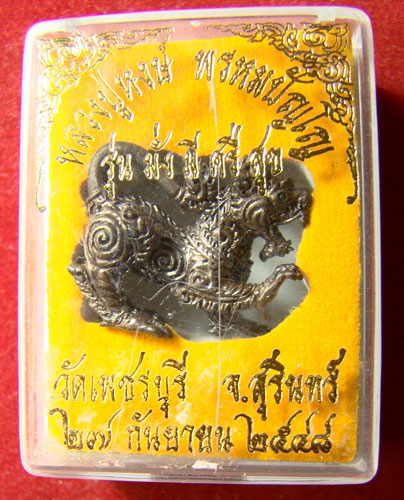 หลวงปู่หงษ์ พรหมปัญโญ
รุ่น มั่ง มี ศรี สุข
วัดเพชรบุรี จ.สุรินทร์
๒๗ กันยายน ๒๕๔๘